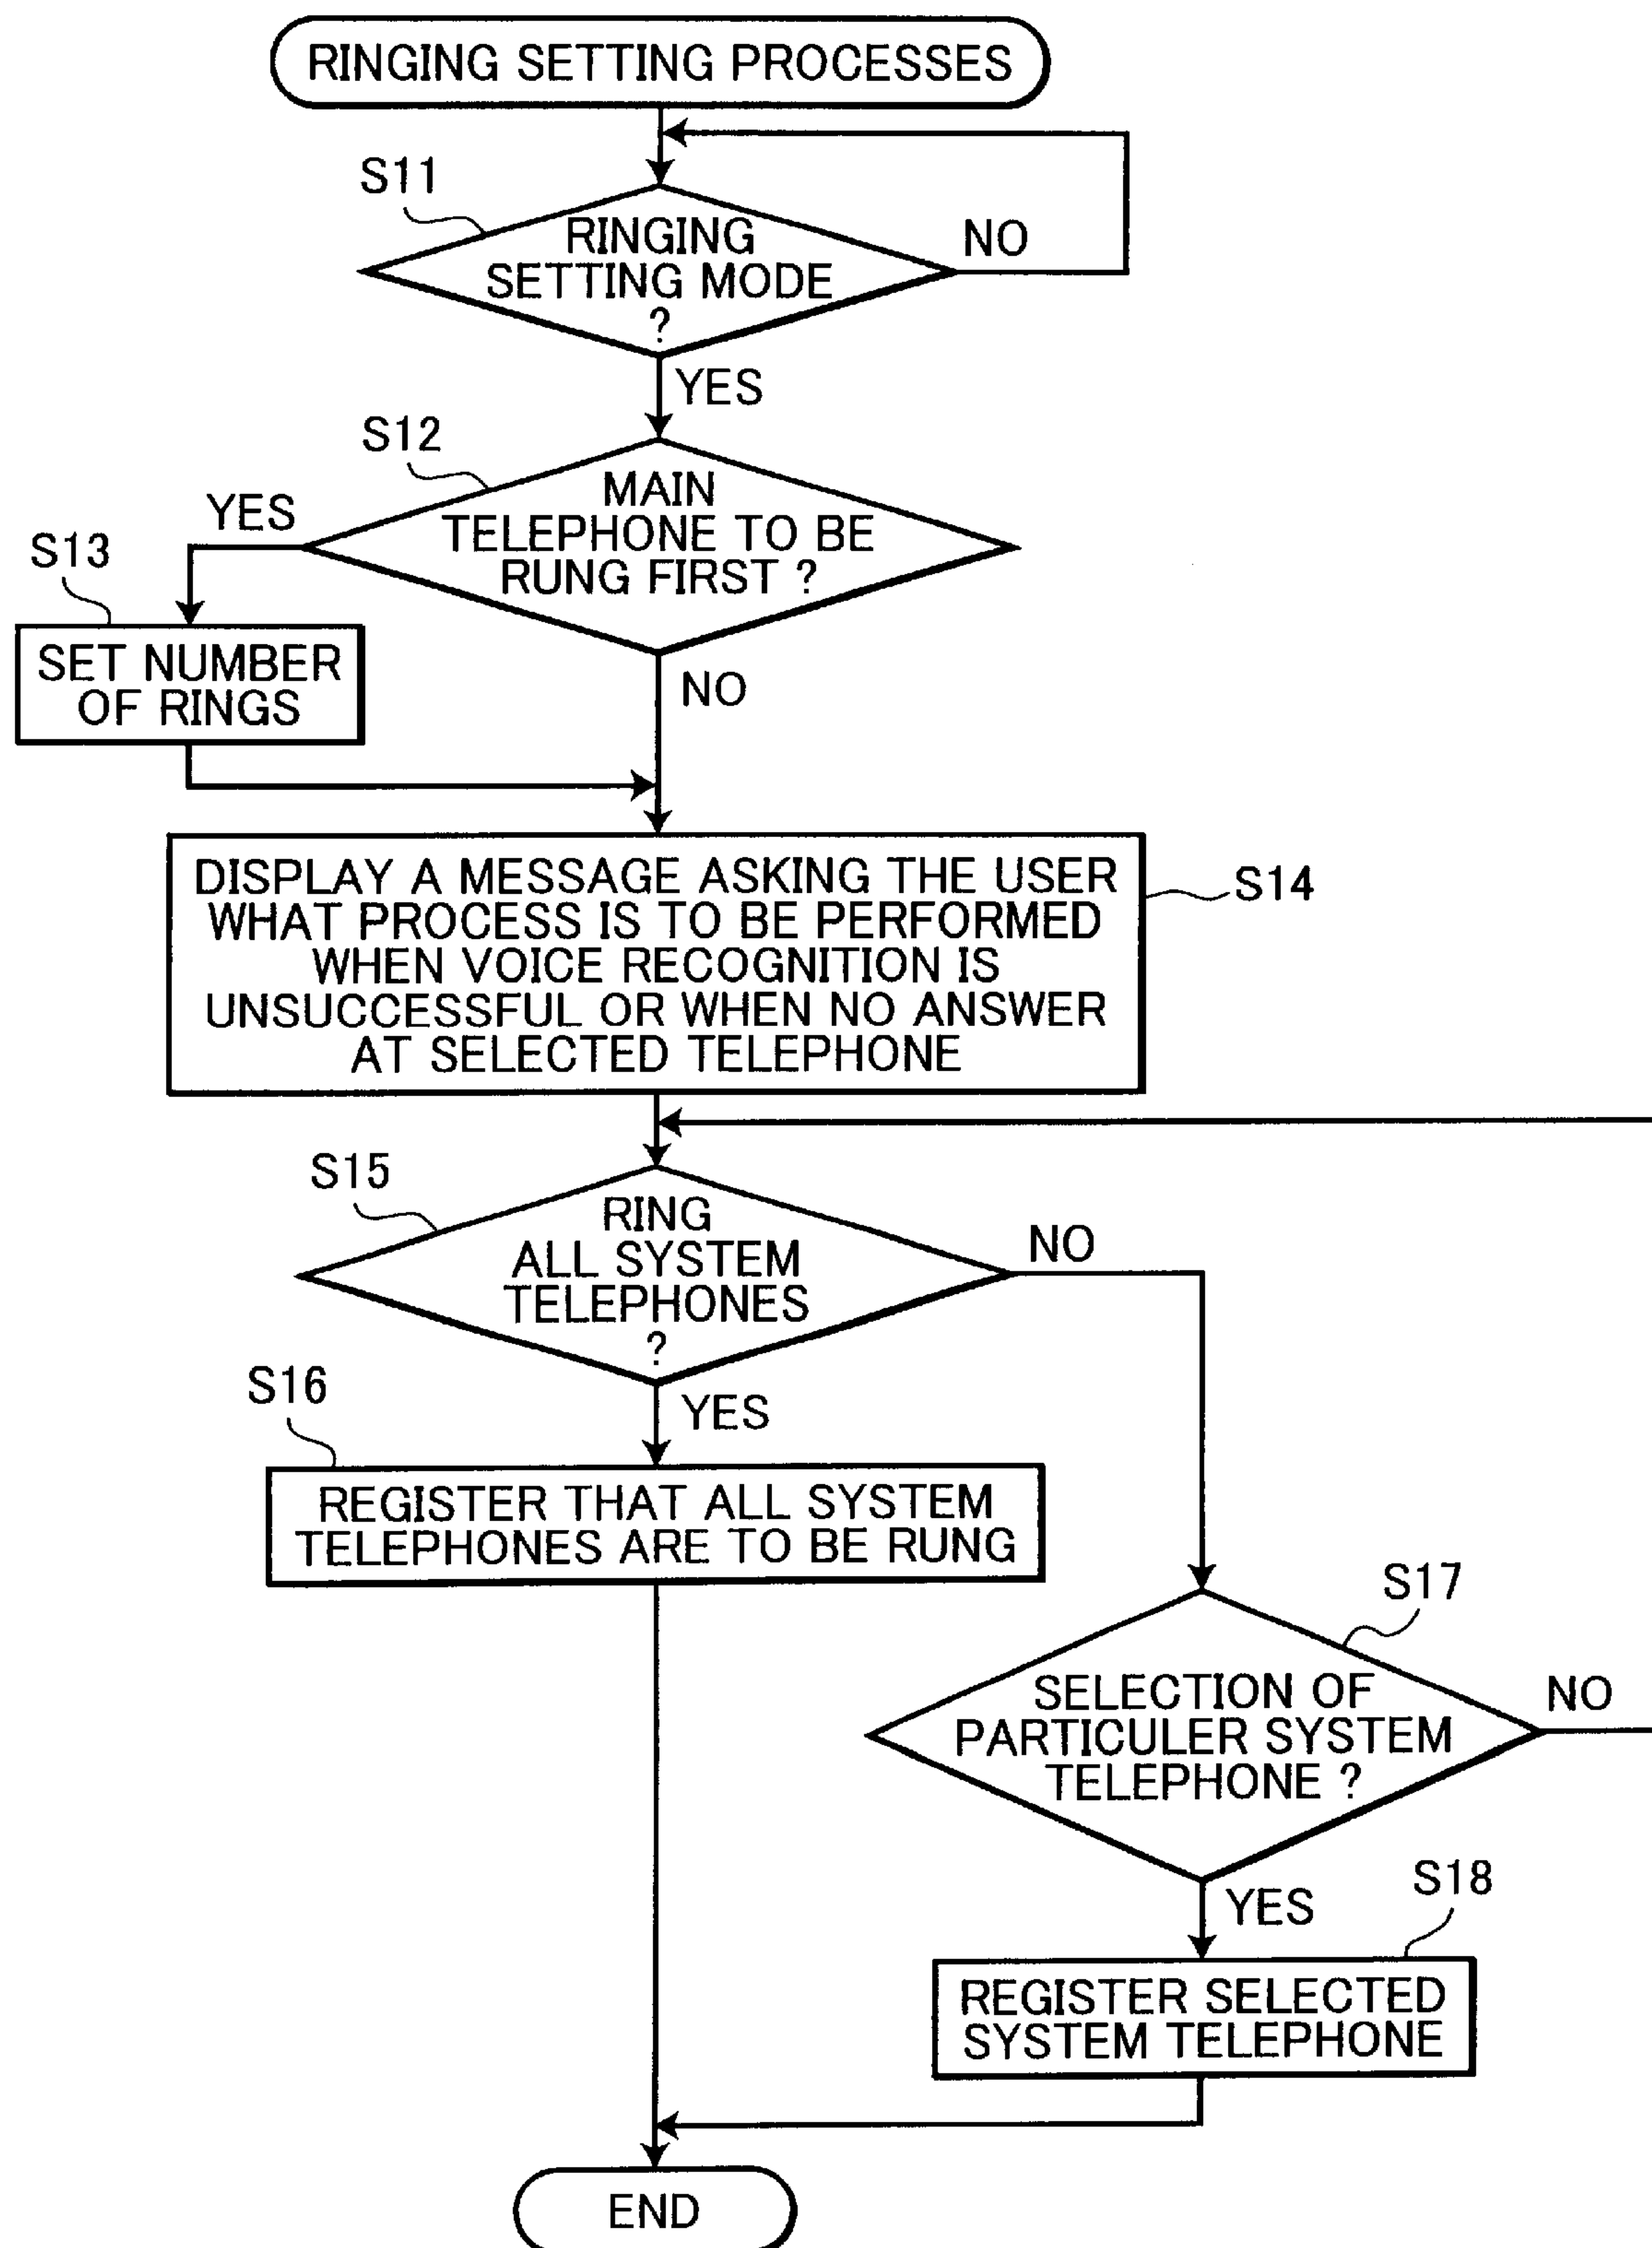 RINGING SETTING PROCESSES
S11
RINGING
SETTING MODE
?
NO
YES
S12
MAIN
TELEPHONE TO BE
RUNG FIRST ?
YES
S13
SET NUMBER
OF RINGS
NO
DISPLAY A MESSAGE ASKING THE USER
WHAT PROCESS IS TO BE PERFORMED
WHEN VOICE RECOGNITION IS
UNSUCCESSFUL OR WHEN NO ANSWER
AT SELECTED TELEPHONE
S14
S15
RING
ALL SYSTEM
TELEPHONES
?
NO
YES
S16
REGISTER THAT ALL SYSTEM
TELEPHONES ARE TO BE RUNG
S17
SELECTION OF
PARTICULER SYSTEM
TELEPHONE ?
NO
YES
S18
REGISTER SELECTED
SYSTEM TELEPHONE
END